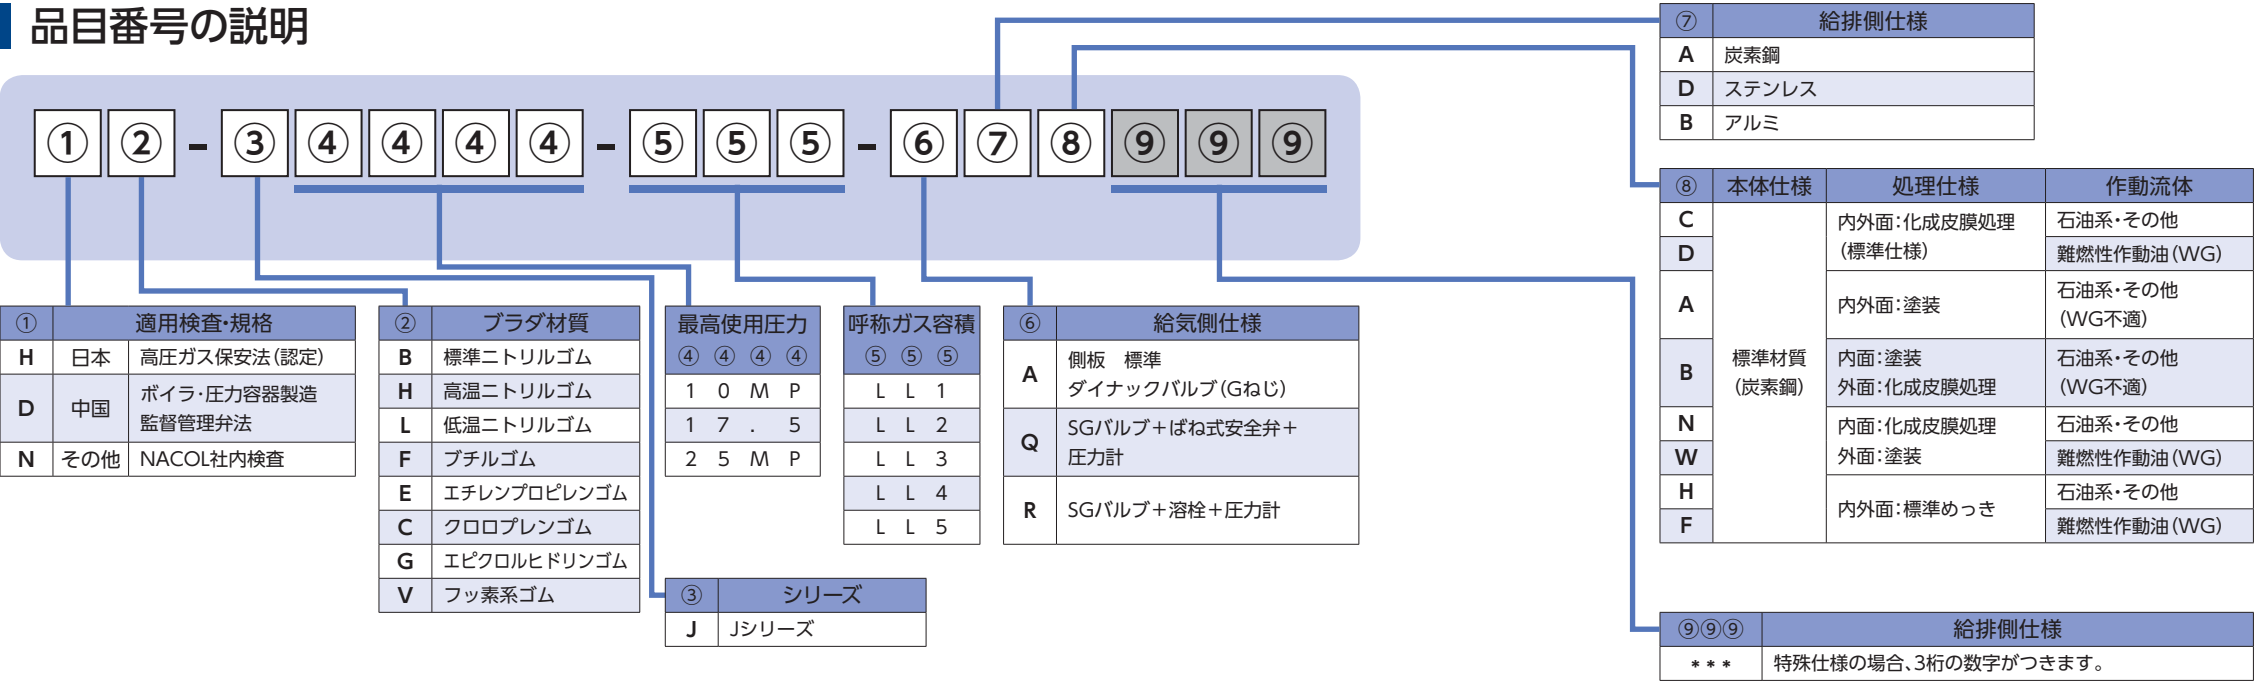 品目番号の説明
① ② - ③ ④ ④ ④ ④ - ⑤ ⑤ ⑤ - ⑥ ⑦ ⑧ ⑨ ⑨ ⑨
① 適用検査・規格
H 日本 高圧ガス保安法(認定)
D 中国 ボイラ・圧力容器製造
監督管理弁法
N その他 NACOL社内検査
② ブラダ材質
B 標準ニトリルゴム
H 高温ニトリルゴム
L 低温ニトリルゴム
F ブチルゴム
E エチレンプロピレンゴム
C クロロプレンゴム
G エピクロルヒドリンゴム
V フッ素系ゴム
③ シリーズ
J Jシリーズ
最高使用圧力
④ ④ ④ ④
1 0 M P
1 7 . 5
2 5 M P
呼称ガス容積
⑤ ⑤ ⑤
L L 1
L L 2
L L 3
L L 4
L L 5
⑥ 給気側仕様
A 側板 標準
ダイナックバルブ(Gねじ)
Q SGバルブ+ばね式安全弁+
圧力計
R SGバルブ+溶栓+圧力計
⑦ 給排側仕様
A 炭素鋼
D ステンレス
B アルミ
⑧ 本体仕様 処理仕様 作動流体
標準材質
(炭素鋼)
C 内外面:化成皮膜処理 石油系・その他
D (標準仕様) 難燃性作動油(WG)
A 内外面:塗装 石油系・その他
(WG不適)
B 内面:塗装 石油系・その他
外面:化成皮膜処理 (WG不適)
N 内面:化成皮膜処理 石油系・その他
W 外面:塗装 難燃性作動油(WG)
H 内外面:標準めっき 石油系・その他
F 難燃性作動油(WG)
⑨⑨⑨ 給排側仕様
*** 特殊仕様の場合、3桁の数字がつきます。